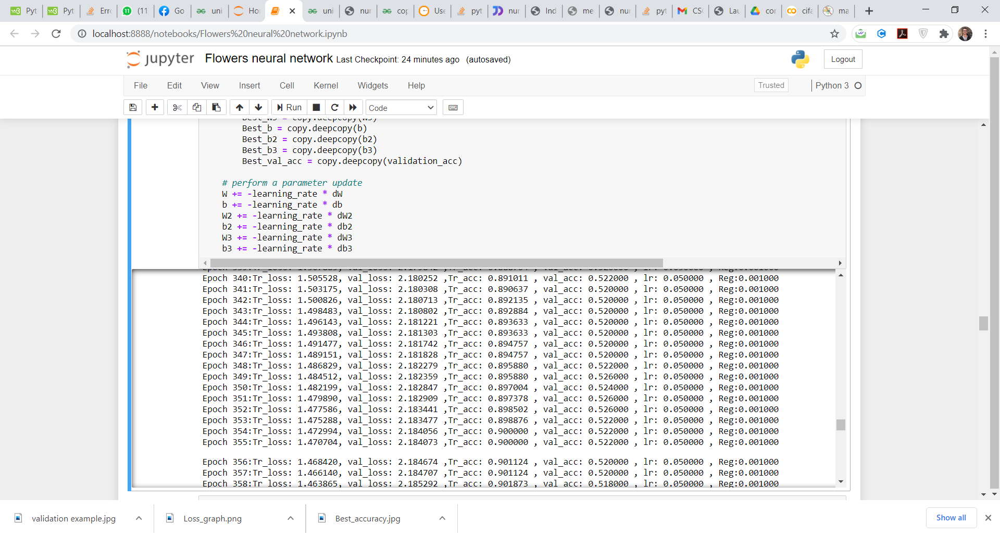 Pyt
Pyt
Erro
(11
Go
uni
Ho
uni
nur
cop
Use
pyt
nur
Ind
me
nu
pyt
CS
Lau
cor
cifa
ma
localhost:8888/notebooks/Flowers%20neural%20network.ipynb
jupyter Flowers neural network Last Checkpoint: 24 minutes ago (autosaved)
Logout
File Edit View Insert Cell Kernel Widgets Help
Trusted
Python 3
Run
Code
Best_W3 = copy.deepcopy(W3)
Best_b = copy.deepcopy(b)
Best_b2 = copy.deepcopy(b2)
Best_b3 = copy.deepcopy(b3)
Best_val_acc = copy.deepcopy(validation_acc)
# perform a parameter update
W += -learning_rate * dW
b += -learning_rate * db
W2 += -learning_rate * dW2
b2 += -learning_rate * db2
W3 += -learning_rate * dW3
b3 += -learning_rate * db3
Epoch 340:Tr_loss: 1.505528, val_loss: 2.180252 ,Tr_acc: 0.891011 , val_acc: 0.522000 , lr: 0.050000 , Reg:0.001000
Epoch 341:Tr_loss: 1.503175, val_loss: 2.180308 ,Tr_acc: 0.890637 , val_acc: 0.522000 , lr: 0.050000 , Reg:0.001000
Epoch 342:Tr_loss: 1.500826, val_loss: 2.180713 ,Tr_acc: 0.892135 , val_acc: 0.520000 , lr: 0.050000 , Reg:0.001000
Epoch 343:Tr_loss: 1.498483, val_loss: 2.180802 ,Tr_acc: 0.892884 , val_acc: 0.520000 , lr: 0.050000 , Reg:0.001000
Epoch 344:Tr_loss: 1.496143, val_loss: 2.181221 ,Tr_acc: 0.893633 , val_acc: 0.520000 , lr: 0.050000 , Reg:0.001000
Epoch 345:Tr_loss: 1.493808, val_loss: 2.181303 ,Tr_acc: 0.893633 , val_acc: 0.520000 , lr: 0.050000 , Reg:0.001000
Epoch 346:Tr_loss: 1.491477, val_loss: 2.181742 ,Tr_acc: 0.894757 , val_acc: 0.520000 , lr: 0.050000 , Reg:0.001000
Epoch 347:Tr_loss: 1.489151, val_loss: 2.181828 ,Tr_acc: 0.894757 , val_acc: 0.520000 , lr: 0.050000 , Reg:0.001000
Epoch 348:Tr_loss: 1.486829, val_loss: 2.182279 ,Tr_acc: 0.895880 , val_acc: 0.522000 , lr: 0.050000 , Reg:0.001000
Epoch 349:Tr_loss: 1.484512, val_loss: 2.182359 ,Tr_acc: 0.895880 , val_acc: 0.526000 , lr: 0.050000 , Reg:0.001000
Epoch 350:Tr_loss: 1.482199, val_loss: 2.182847 ,Tr_acc: 0.897004 , val_acc: 0.524000 , lr: 0.050000 , Reg:0.001000
Epoch 351:Tr_loss: 1.479890, val_loss: 2.182909 ,Tr_acc: 0.897378 , val_acc: 0.526000 , lr: 0.050000 , Reg:0.001000
Epoch 352:Tr_loss: 1.477586, val_loss: 2.183441 ,Tr_acc: 0.898502 , val_acc: 0.526000 , lr: 0.050000 , Reg:0.001000
Epoch 353:Tr_loss: 1.475288, val_loss: 2.183477 ,Tr_acc: 0.898876 , val_acc: 0.522000 , lr: 0.050000 , Reg:0.001000
Epoch 354:Tr_loss: 1.472994, val_loss: 2.184056 ,Tr_acc: 0.900000 , val_acc: 0.522000 , lr: 0.050000 , Reg:0.001000
Epoch 355:Tr_loss: 1.470704, val_loss: 2.184073 ,Tr_acc: 0.900000 , val_acc: 0.522000 , lr: 0.050000 , Reg:0.001000
Epoch 356:Tr_loss: 1.468420, val_loss: 2.184674 ,Tr_acc: 0.901124 , val_acc: 0.520000 , lr: 0.050000 , Reg:0.001000
Epoch 357:Tr_loss: 1.466140, val_loss: 2.184707 ,Tr_acc: 0.901124 , val_acc: 0.520000 , lr: 0.050000 , Reg:0.001000
Epoch 358:Tr_loss: 1.463865, val_loss: 2.185292 ,Tr_acc: 0.901873 , val_acc: 0.518000 , lr: 0.050000 , Reg:0.001000
validation example.jpg
Loss_graph.png
Best_accuracy.jpg
Show all